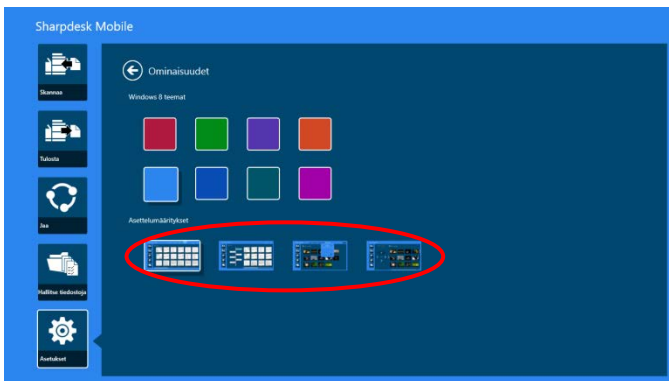 Sharpdesk Mobile
Skannaa
Tulosta
Jaa
Hallitse tiedostoja
Asetukset
Ominaisuudet
Windows 8 teemat
Asettelumääritykset